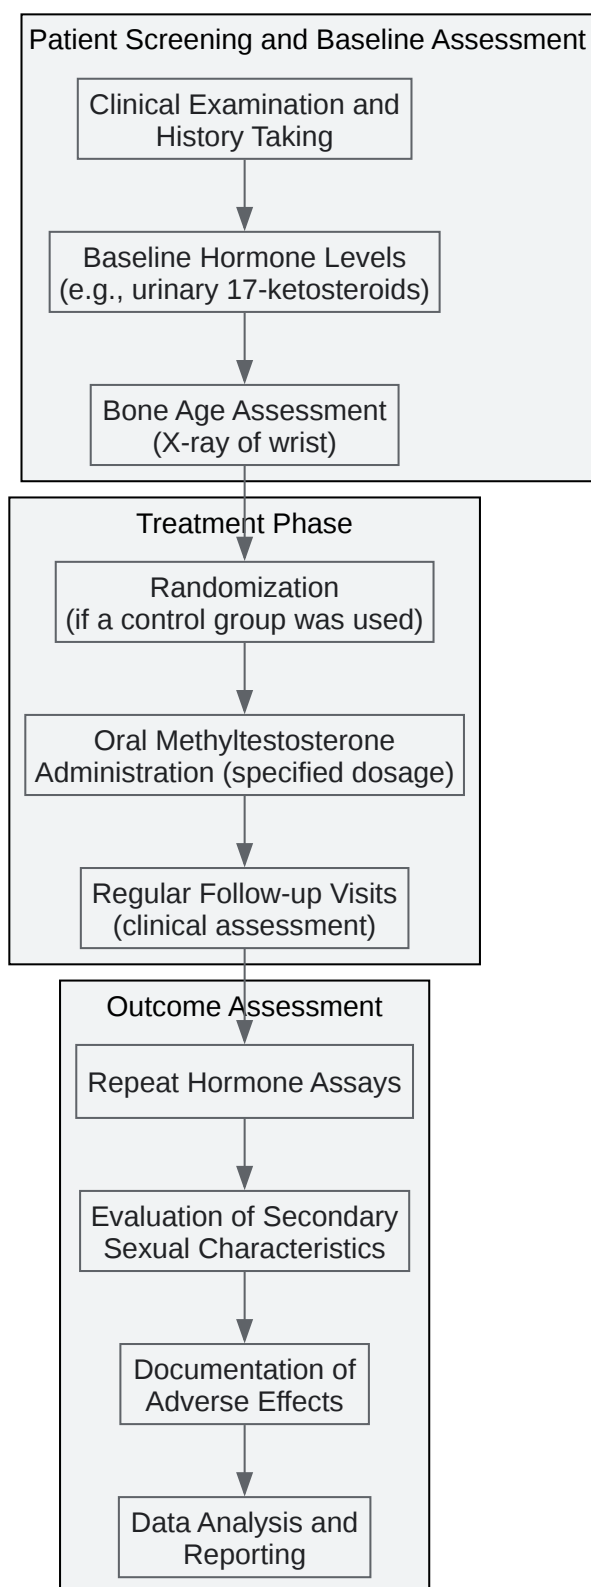 Patient Screening and Baseline Assessment
Clinical Examination and
History Taking
Baseline Hormone Levels
(e.g., urinary 17-ketosteroids)
Bone Age Assessment
(X-ray of wrist)
Treatment Phase
Randomization
(if a control group was used)
Oral Methyltestosterone
Administration (specified dosage)
Regular Follow-up Visits
(clinical assessment)
Outcome Assessment
Repeat Hormone Assays
Evaluation of Secondary
Sexual Characteristics
Documentation of
Adverse Effects
Data Analysis and
Reporting